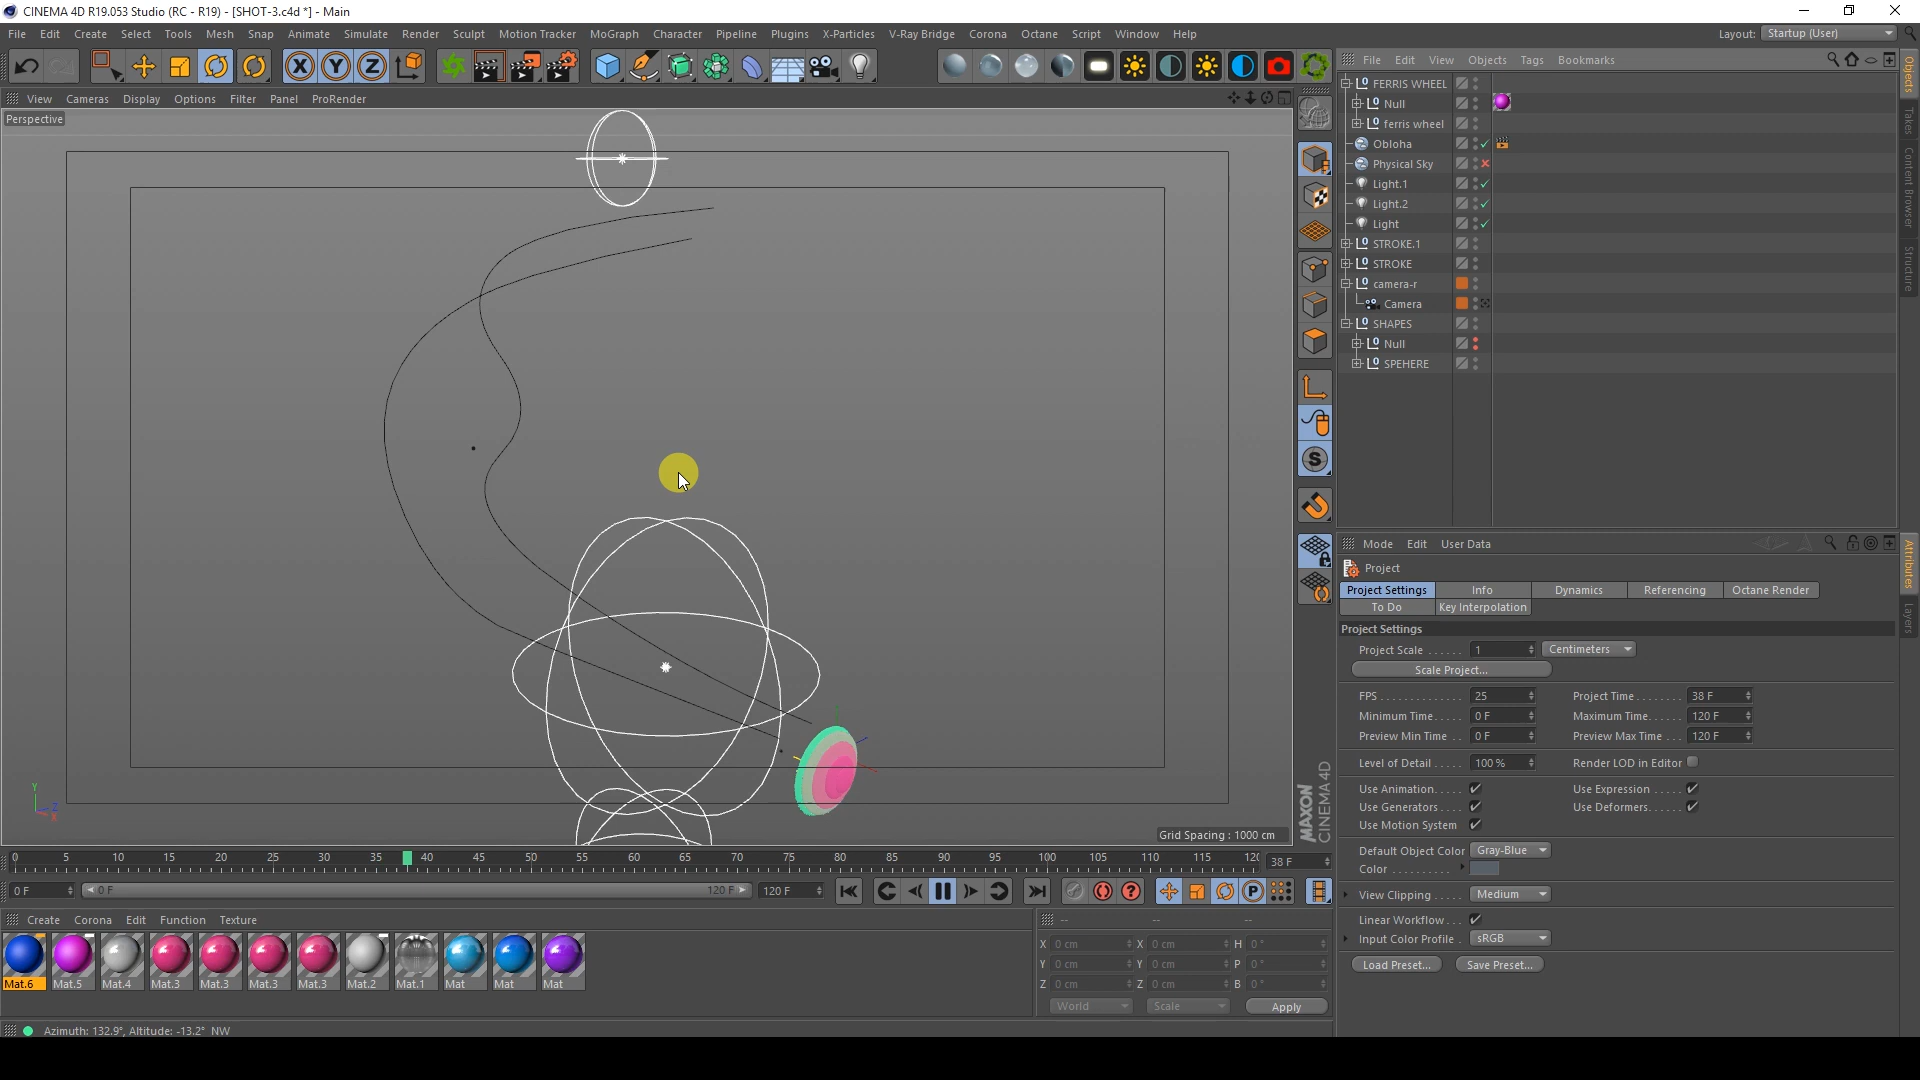 CINEMA 4D R19.053 Studio (RC - R19) - [SHOT-3.c4d *] - Main
File Edit Create Select Tools Mesh Snap Animate Simulate Render Sculpt Motion Tracker MoGraph Character Pipeline Plugins X-Particles V-Ray Bridge Corona Octane Script Window Help Layout: Startup (User)
File Edit View Objects Tags Bookmarks
View Cameras Display Options Filter Panel ProRender
Perspective
FERRIS WHEEL
Null
ferris wheel
Obloha
Physical Sky
Light.1
Light.2
Light
STROKE.1
STROKE
camera-r
Camera
SHAPES
Null
SPEHERE
Objects
Takes
Content Browser
Structure
Mode Edit User Data
Attributes
Layers
Project
Project Settings Info Dynamics Referencing Octane Render
To Do Key Interpolation
Project Settings
Project Scale ...... 1 Centimeters
Scale Project...
FPS .............. 25 Project Time ........ 38 F
Minimum Time..... 0 F Maximum Time...... 120 F
Preview Min Time .. 0 F Preview Max Time ... 120 F
Level of Detail ..... 100 % Render LOD in Editor
Use Animation.... Use Expression .....
Use Generators.... Use Deformers......
Use Motion System
Default Object Color Gray-Blue
Color ..........
View Clipping ..... Medium
Linear Workflow...
Input Color Profile . sRGB
Load Preset... Save Preset...
MAXON
CINEMA 4D
Y
Z
X
Grid Spacing : 1000 cm
0 5 10 15 20 25 30 35 40 45 50 55 60 65 70 75 80 85 90 95 100 105 110 115 120 38 F
0 F 0 F 120 F 120 F
Create Corona Edit Function Texture
-- -- --
Mat.6 Mat.5 Mat.4 Mat.3 Mat.3 Mat.3 Mat.3 Mat.2 Mat.1 Mat Mat Mat
X 0 cm X 0 cm H 0 °
Y 0 cm Y 0 cm P 0 °
Z 0 cm Z 0 cm B 0 °
World Scale Apply
Azimuth: 132.9°, Altitude: -13.2° NW